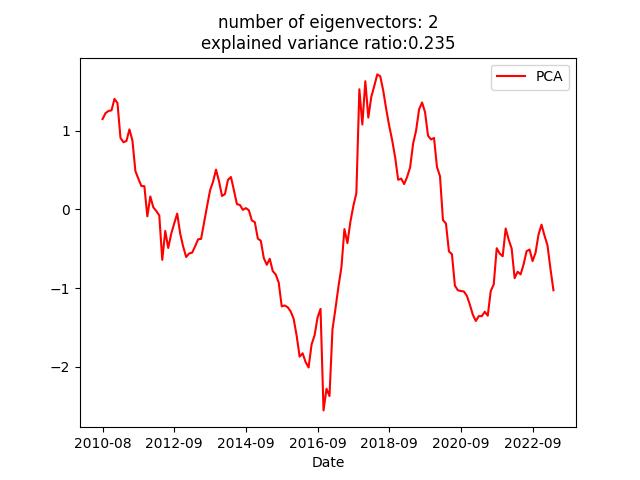 number of eigenvectors: 2
explained variance ratio:0.235
PCA
1
0
−1
−2
2010-08 2012-09 2014-09 2016-09 2018-09 2020-09 2022-09
Date